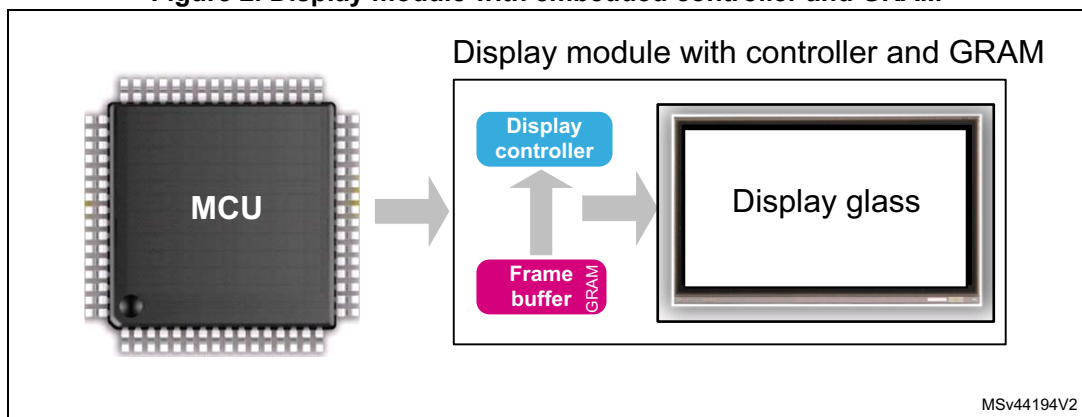 Display module with controller and GRAM
Display
controller
MCU
Display glass
Frame
buffer
GRAM
MSv44194V2